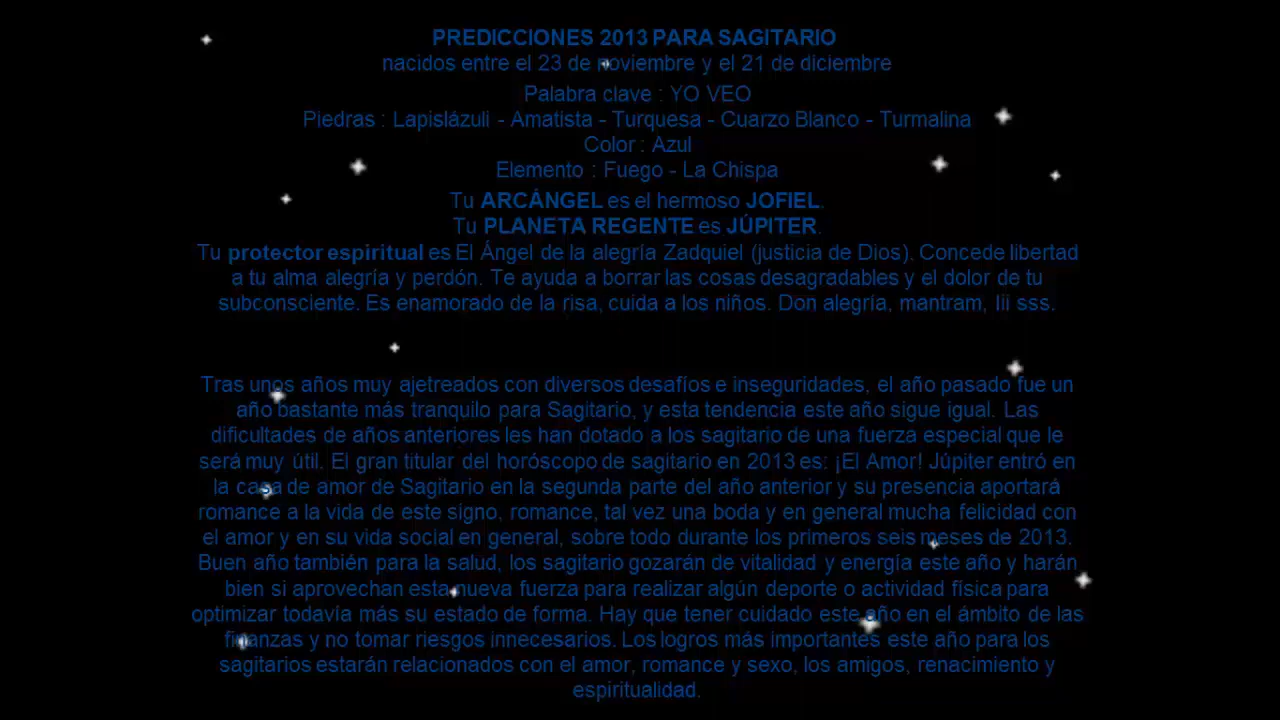 PREDICCIONES 2013 PARA SAGITARIO
nacidos entre el 23 de noviembre y el 21 de diciembre
Palabra clave : YO VEO
Piedras : Lapislázuli - Amatista - Turquesa - Cuarzo Blanco - Turmalina
Color : Azul
Elemento : Fuego - La Chispa
Tu ARCÁNGEL es el hermoso JOFIEL.
Tu PLANETA REGENTE es JÚPITER.
Tu protector espiritual es El Ángel de la alegría Zadquiel (justicia de Dios). Concede libertad
a tu alma alegría y perdón. Te ayuda a borrar las cosas desagradables y el dolor de tu
subconsciente. Es enamorado de la risa, cuida a los niños. Don alegría, mantram, Iii sss.
Tras unos años muy ajetreados con diversos desafíos e inseguridades, el año pasado fue un
año bastante más tranquilo para Sagitario, y esta tendencia este año sigue igual. Las
dificultades de años anteriores les han dotado a los sagitario de una fuerza especial que le
será muy útil. El gran titular del horóscopo de sagitario en 2013 es: ¡El Amor! Júpiter entró en
la casa de amor de Sagitario en la segunda parte del año anterior y su presencia aportará
romance a la vida de este signo, romance, tal vez una boda y en general mucha felicidad con
el amor y en su vida social en general, sobre todo durante los primeros seis meses de 2013.
Buen año también para la salud, los sagitario gozarán de vitalidad y energía este año y harán
bien si aprovechan esta nueva fuerza para realizar algún deporte o actividad física para
optimizar todavía más su estado de forma. Hay que tener cuidado este año en el ámbito de las
finanzas y no tomar riesgos innecesarios. Los logros más importantes este año para los
sagitarios estarán relacionados con el amor, romance y sexo, los amigos, renacimiento y
espiritualidad.